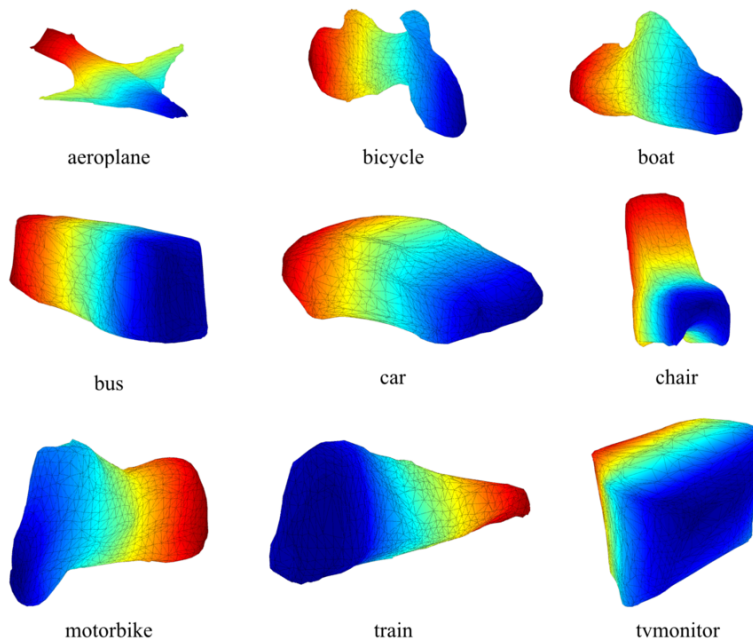 aeroplane
bicycle
boat
bus
car
chair
motorbike
train
tvmonitor